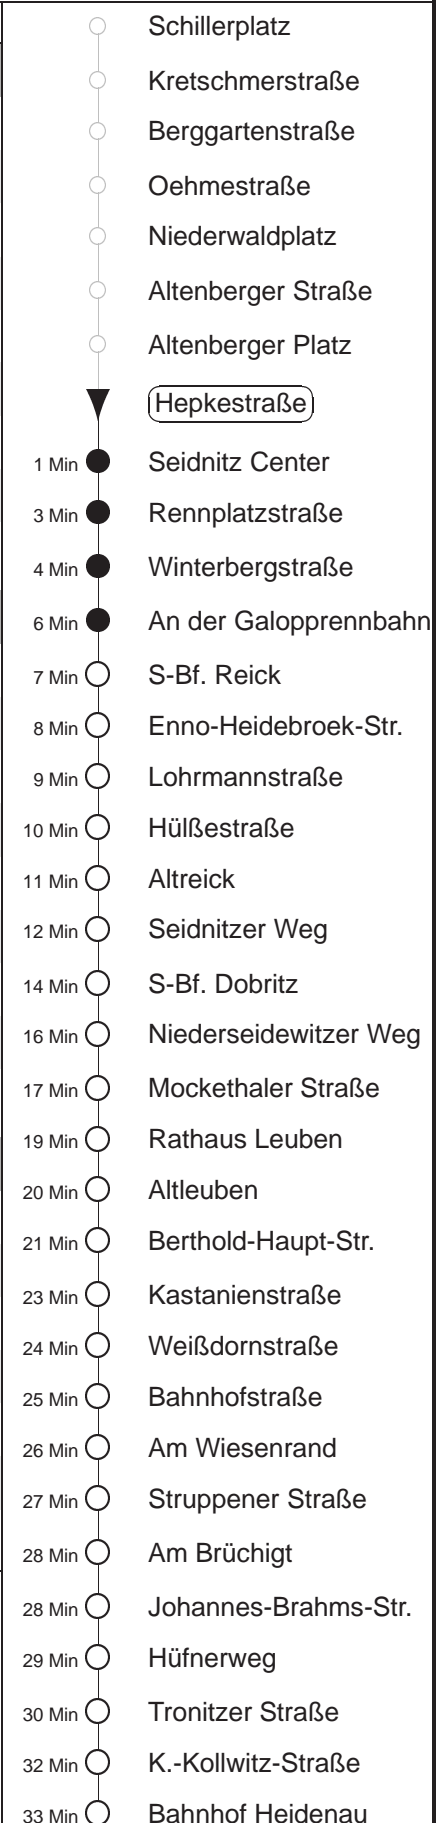 Schillerplatz
Kretschmerstraße
Berggartenstraße
Oehmestraße
Niederwaldplatz
Altenberger Straße
Altenberger Platz
Hepkestraße
1 Min Seidnitz Center
3 Min Rennplatzstraße
4 Min Winterbergstraße
6 Min An der Galopprennbahn
7 Min S-Bf. Reick
8 Min Enno-Heidebroek-Str.
9 Min Lohrmannstraße
10 Min Hülßestraße
11 Min Altreick
12 Min Seidnitzer Weg
14 Min S-Bf. Dobritz
16 Min Niederseidewitzer Weg
17 Min Mockethaler Straße
19 Min Rathaus Leuben
20 Min Altleuben
21 Min Berthold-Haupt-Str.
23 Min Kastanienstraße
24 Min Weißdornstraße
25 Min Bahnhofstraße
26 Min Am Wiesenrand
27 Min Struppener Straße
28 Min Am Brüchigt
28 Min Johannes-Brahms-Str.
29 Min Hüfnerweg
30 Min Tronitzer Straße
32 Min K.-Kollwitz-Straße
33 Min Bahnhof Heidenau